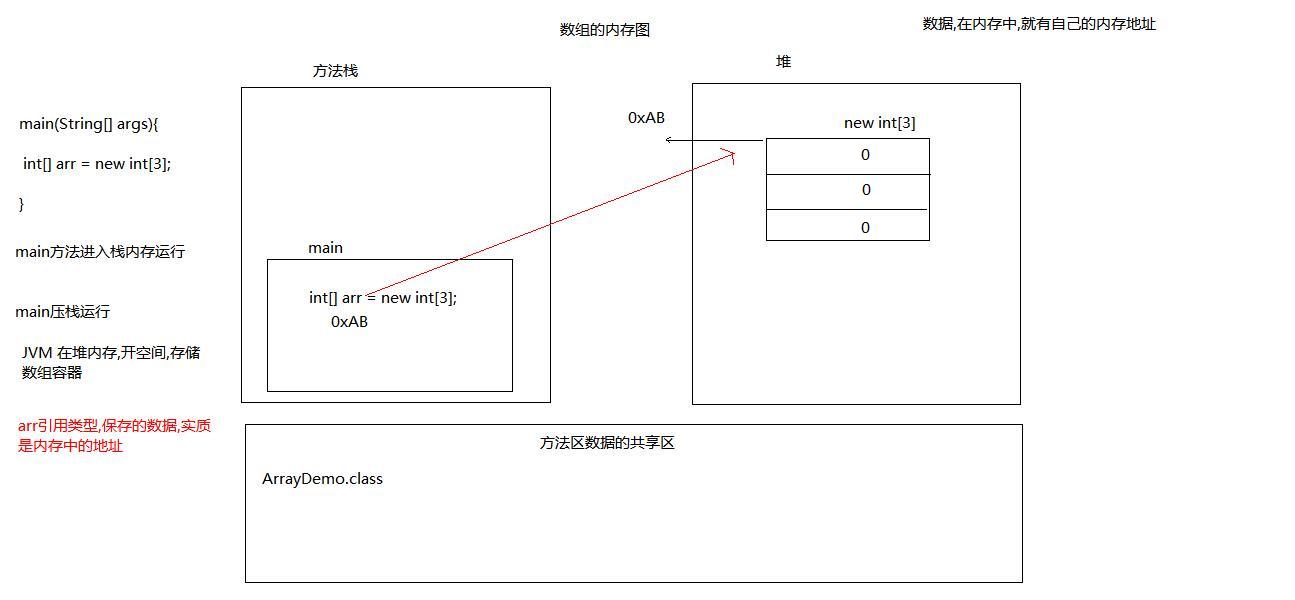 数组的内存图
数据,在内存中,就有自己的内存地址
方法栈
堆
main(String[] args){
int[] arr = new int[3];
}
main方法进入栈内存运行
main压栈运行
JVM 在堆内存,开空间,存储
数组容器
arr引用类型,保存的数据,实质
是内存中的地址
main
int[] arr = new int[3];
0xAB
0xAB
new int[3]
0
0
0
方法区数据的共享区
ArrayDemo.class